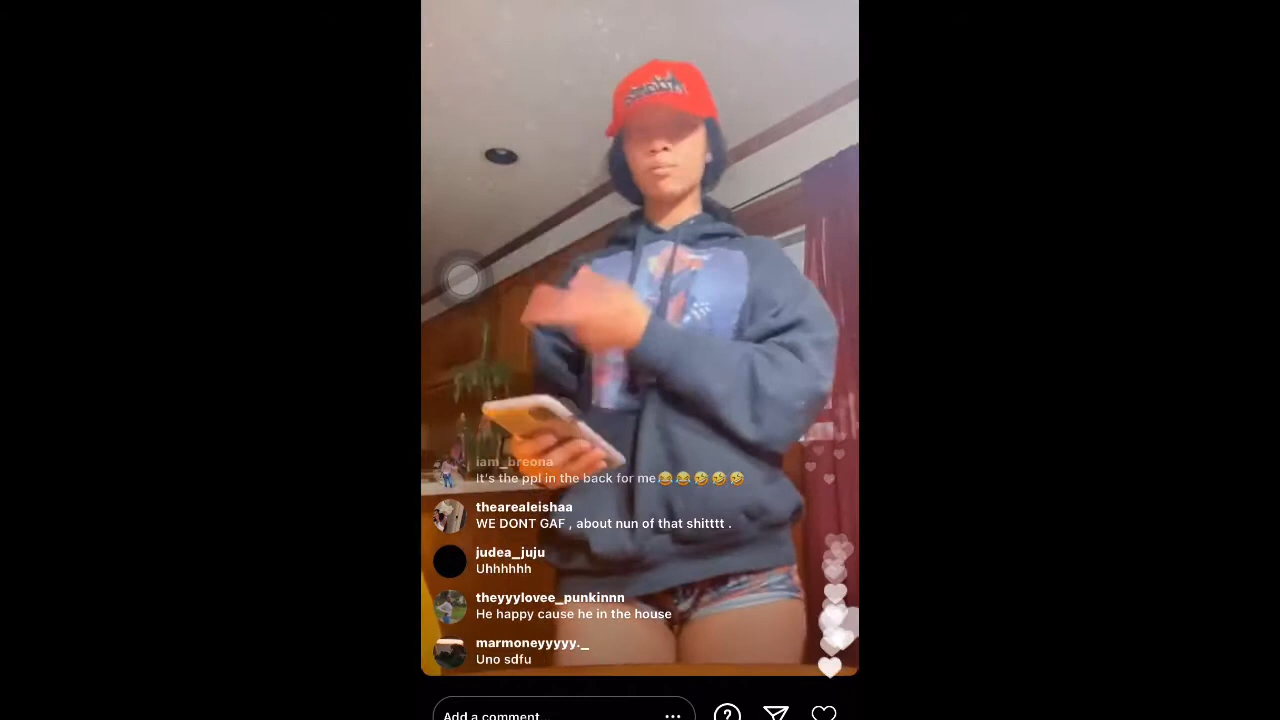 iam_breona
It's the ppl in the back for me😂😂🤣🤣🤣
thearealeishaa
WE DONT GAF , about nun of that shitttt .
judea_juju
Uhhhhhh
theyyylovee_punkinnn
He happy cause he in the house
marmoneyyyyy._
Uno sdfu
Add a comment